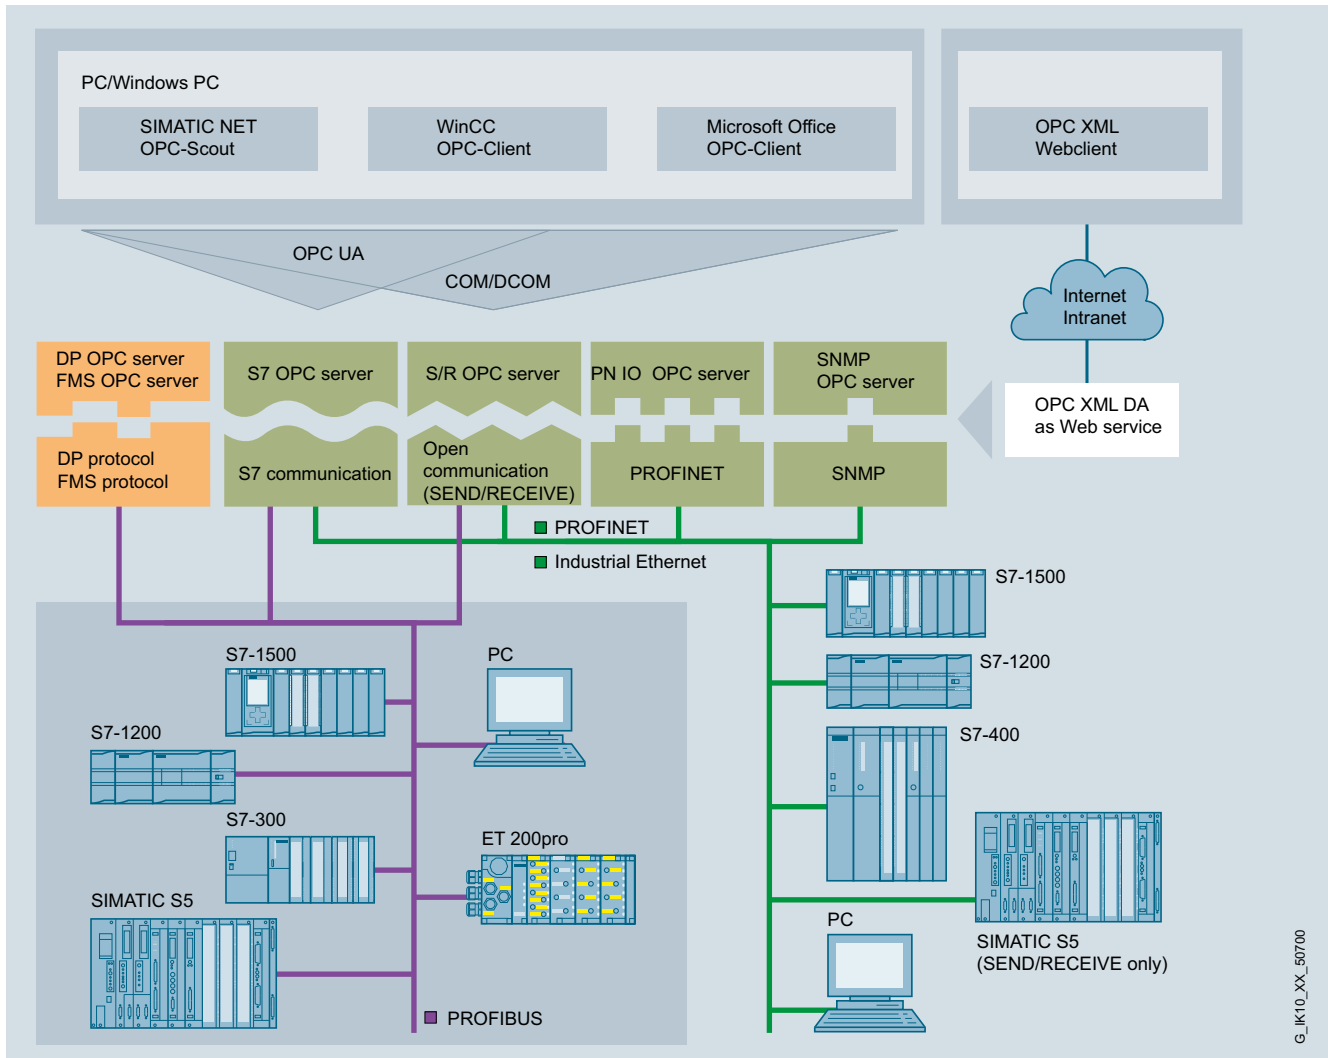 PC/Windows PC
SIMATIC NET
OPC-Scout
WinCC
OPC-Client
Microsoft Office
OPC-Client
OPC XML
Webclient
OPC UA
COM/DCOM
Internet
Intranet
DP OPC server
FMS OPC server
S7 OPC server
S/R OPC server
PN IO OPC server
SNMP
OPC server
OPC XML DA
as Web service
DP protocol
FMS protocol
S7 communication
Open
communication
(SEND/RECEIVE)
PROFINET
SNMP
PROFINET
Industrial Ethernet
S7-1500
S7-1200
S7-400
SIMATIC S5
(SEND/RECEIVE only)
PC
S7-1500
PC
S7-1200
S7-300
ET 200pro
SIMATIC S5
PROFIBUS
G_IK10_XX_50700